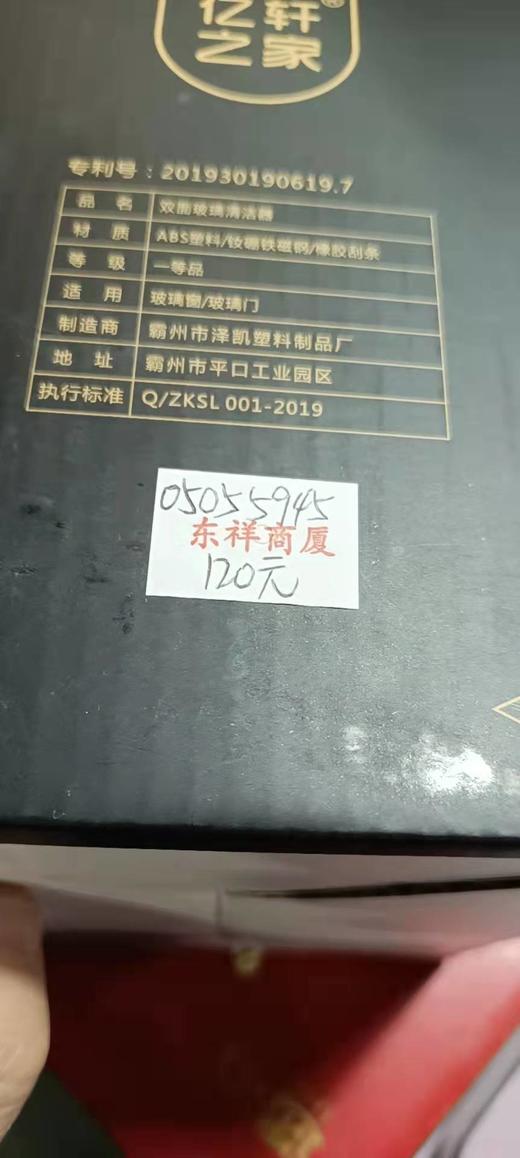 亿轩®
之家
专利号：201930190619.7
品名 双面玻璃清洁器
材质 ABS塑料/钕硼铁磁钢/橡胶刮条
等级 一等品
适用 玻璃窗/玻璃门
制造商 霸州市泽凯塑料制品厂
地址 霸州市平口工业园区
执行标准 Q/ZKSL 001-2019
05055945
东祥商厦
120元